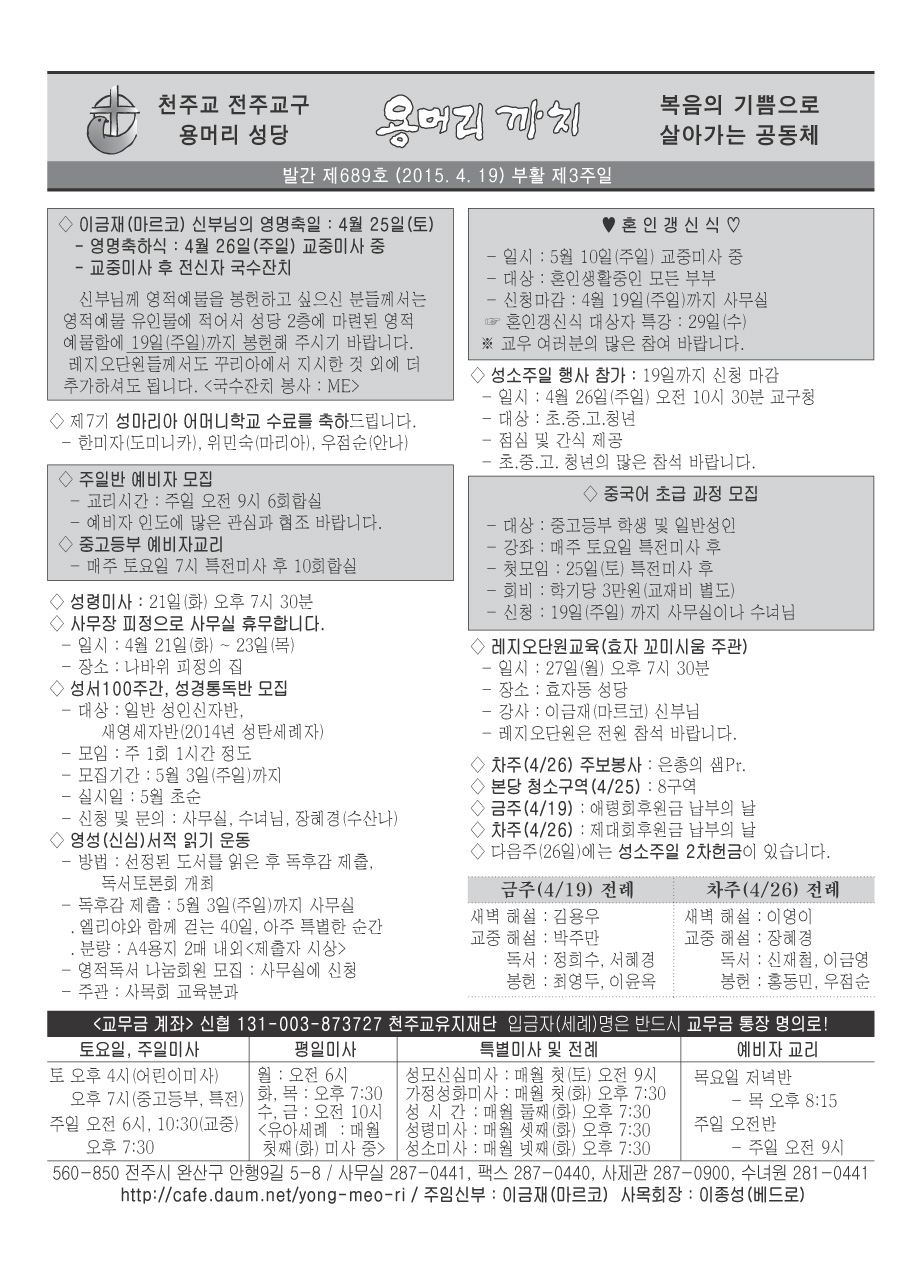 천주교 전주교구
용머리 성당
용머리 까치
복음의 기쁨으로
살아가는 공동체
발간 제689호 (2015. 4. 19) 부활 제3주일
◇ 이금재(마르코) 신부님의 영명축일 : 4월 25일(토)
- 영명축하식 : 4월 26일(주일) 교중미사 중
- 교중미사 후 전신자 국수잔치
신부님께 영적예물을 봉헌하고 싶으신 분들께서는
영적예물 유인물에 적어서 성당 2층에 마련된 영적
예물함에 19일(주일)까지 봉헌해 주시기 바랍니다.
레지오단원들께서도 꾸리아에서 지시한 것 외에 더
추가하셔도 됩니다. <국수잔치 봉사 : ME>
◇ 제7기 성마리아 어머니학교 수료를 축하드립니다.
- 한미자(도미니카), 위민숙(마리아), 우점순(안나)
◇ 주일반 예비자 모집
- 교리시간 : 주일 오전 9시 6회합실
- 예비자 인도에 많은 관심과 협조 바랍니다.
◇ 중고등부 예비자교리
- 매주 토요일 7시 특전미사 후 10회합실
◇ 성령미사 : 21일(화) 오후 7시 30분
◇ 사무장 피정으로 사무실 휴무합니다.
- 일시 : 4월 21일(화) ~ 23일(목)
- 장소 : 나바위 피정의 집
◇ 성서100주간, 성경통독반 모집
- 대상 : 일반 성인신자반,
새영세자반(2014년 성탄세례자)
- 모임 : 주 1회 1시간 정도
- 모집기간 : 5월 3일(주일)까지
- 실시일 : 5월 초순
- 신청 및 문의 : 사무실, 수녀님, 장혜경(수산나)
◇ 영성(신심)서적 읽기 운동
- 방법 : 선정된 도서를 읽은 후 독후감 제출,
독서토론회 개최
- 독후감 제출 : 5월 3일(주일)까지 사무실
. 엘리야와 함께 걷는 40일, 아주 특별한 순간
. 분량 : A4용지 2매 내외<제출자 시상>
- 영적독서 나눔회원 모집 : 사무실에 신청
- 주관 : 사목회 교육분과
♥ 혼 인 갱 신 식 ♡
- 일시 : 5월 10일(주일) 교중미사 중
- 대상 : 혼인생활중인 모든 부부
- 신청마감 : 4월 19일(주일)까지 사무실
☞ 혼인갱신식 대상자 특강 : 29일(수)
※ 교우 여러분의 많은 참여 바랍니다.
◇ 성소주일 행사 참가 : 19일까지 신청 마감
- 일시 : 4월 26일(주일) 오전 10시 30분 교구청
- 대상 : 초.중.고.청년
- 점심 및 간식 제공
- 초.중.고. 청년의 많은 참석 바랍니다.
◇ 중국어 초급 과정 모집
- 대상 : 중고등부 학생 및 일반성인
- 강좌 : 매주 토요일 특전미사 후
- 첫모임 : 25일(토) 특전미사 후
- 회비 : 학기당 3만원(교재비 별도)
- 신청 : 19일(주일) 까지 사무실이나 수녀님
◇ 레지오단원교육(효자 꼬미시움 주관)
- 일시 : 27일(월) 오후 7시 30분
- 장소 : 효자동 성당
- 강사 : 이금재(마르코) 신부님
- 레지오단원은 전원 참석 바랍니다.
◇ 차주(4/26) 주보봉사 : 은총의 샘Pr.
◇ 본당 청소구역(4/25) : 8구역
◇ 금주(4/19) : 애령회후원금 납부의 날
◇ 차주(4/26) : 제대회후원금 납부의 날
◇ 다음주(26일)에는 성소주일 2차헌금이 있습니다.
금주(4/19) 전례
새벽 해설 : 김용우
교중 해설 : 박주만
독서 : 정희수, 서혜경
봉헌 : 최영두, 이윤옥
차주(4/26) 전례
새벽 해설 : 이영이
교중 해설 : 장혜경
독서 : 신재철, 이금영
봉헌 : 홍동민, 우점순
<교무금 계좌> 신협 131-003-873727 천주교유지재단 입금자(세례)명은 반드시 교무금 통장 명의로!
토요일, 주일미사
토 오후 4시(어린이미사)
오후 7시(중고등부, 특전)
주일 오전 6시, 10:30(교중)
오후 7:30
평일미사
월 : 오전 6시
화, 목 : 오후 7:30
수, 금 : 오전 10시
<유아세례 : 매월
첫째(화) 미사 중>
특별미사 및 전례
성모신심미사 : 매월 첫(토) 오전 9시
가정성화미사 : 매월 첫(화) 오후 7:30
성 시 간 : 매월 둘째(화) 오후 7:30
성령미사 : 매월 셋째(화) 오후 7:30
성소미사 : 매월 넷째(화) 오후 7:30
예비자 교리
목요일 저녁반
- 목 오후 8:15
주일 오전반
- 주일 오전 9시
560-850 전주시 완산구 안행9길 5-8 / 사무실 287-0441, 팩스 287-0440, 사제관 287-0900, 수녀원 281-0441
http://cafe.daum.net/yong-meo-ri / 주임신부 : 이금재(마르코) 사목회장 : 이종성(베드로)